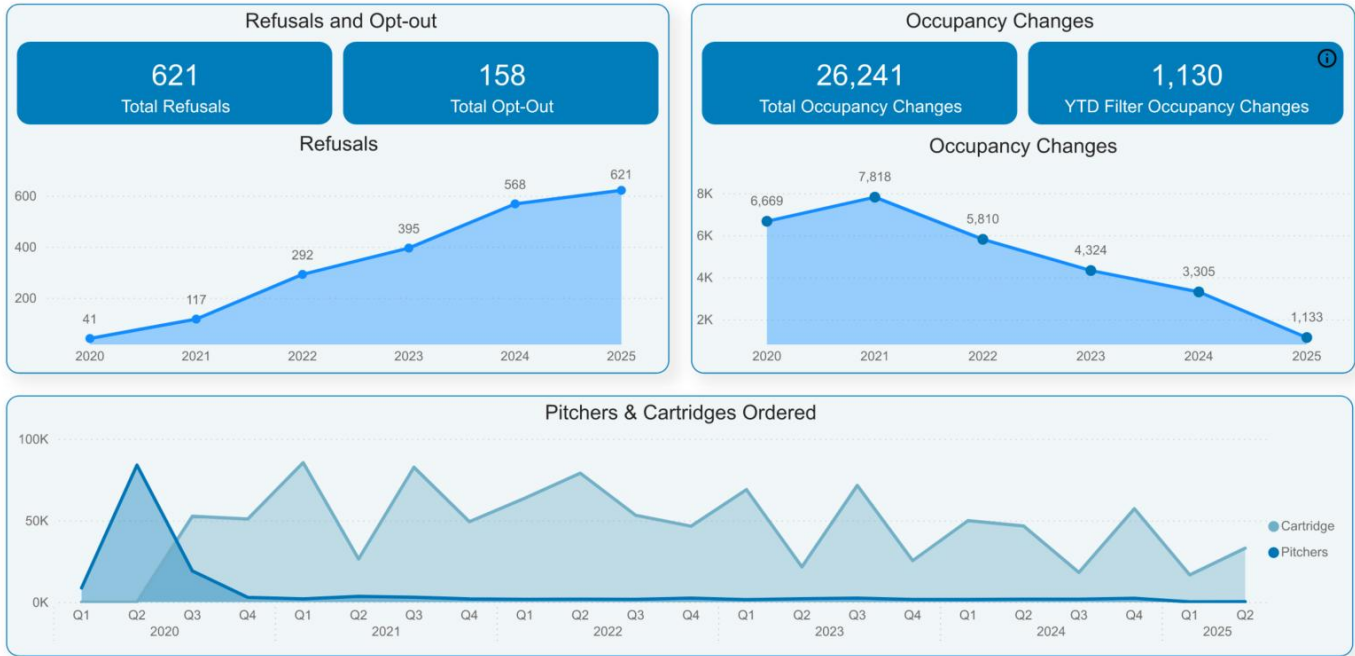 Refusals and Opt-out
621
Total Refusals
158
Total Opt-Out
Refusals
600
400
200
41
117
292
395
568
621
2020 2021 2022 2023 2024 2025
Occupancy Changes
26,241
Total Occupancy Changes
1,130
YTD Filter Occupancy Changes
Occupancy Changes
8K
6K
4K
2K
6,669
7,818
5,810
4,324
3,305
1,133
2020 2021 2022 2023 2024 2025
Pitchers & Cartridges Ordered
100K
50K
0K
Q1 Q2 Q3 Q4 Q1 Q2 Q3 Q4 Q1 Q2 Q3 Q4 Q1 Q2 Q3 Q4 Q1 Q2 Q3 Q4 Q1 Q2
2020 2021 2022 2023 2024 2025
Cartridge
Pitchers